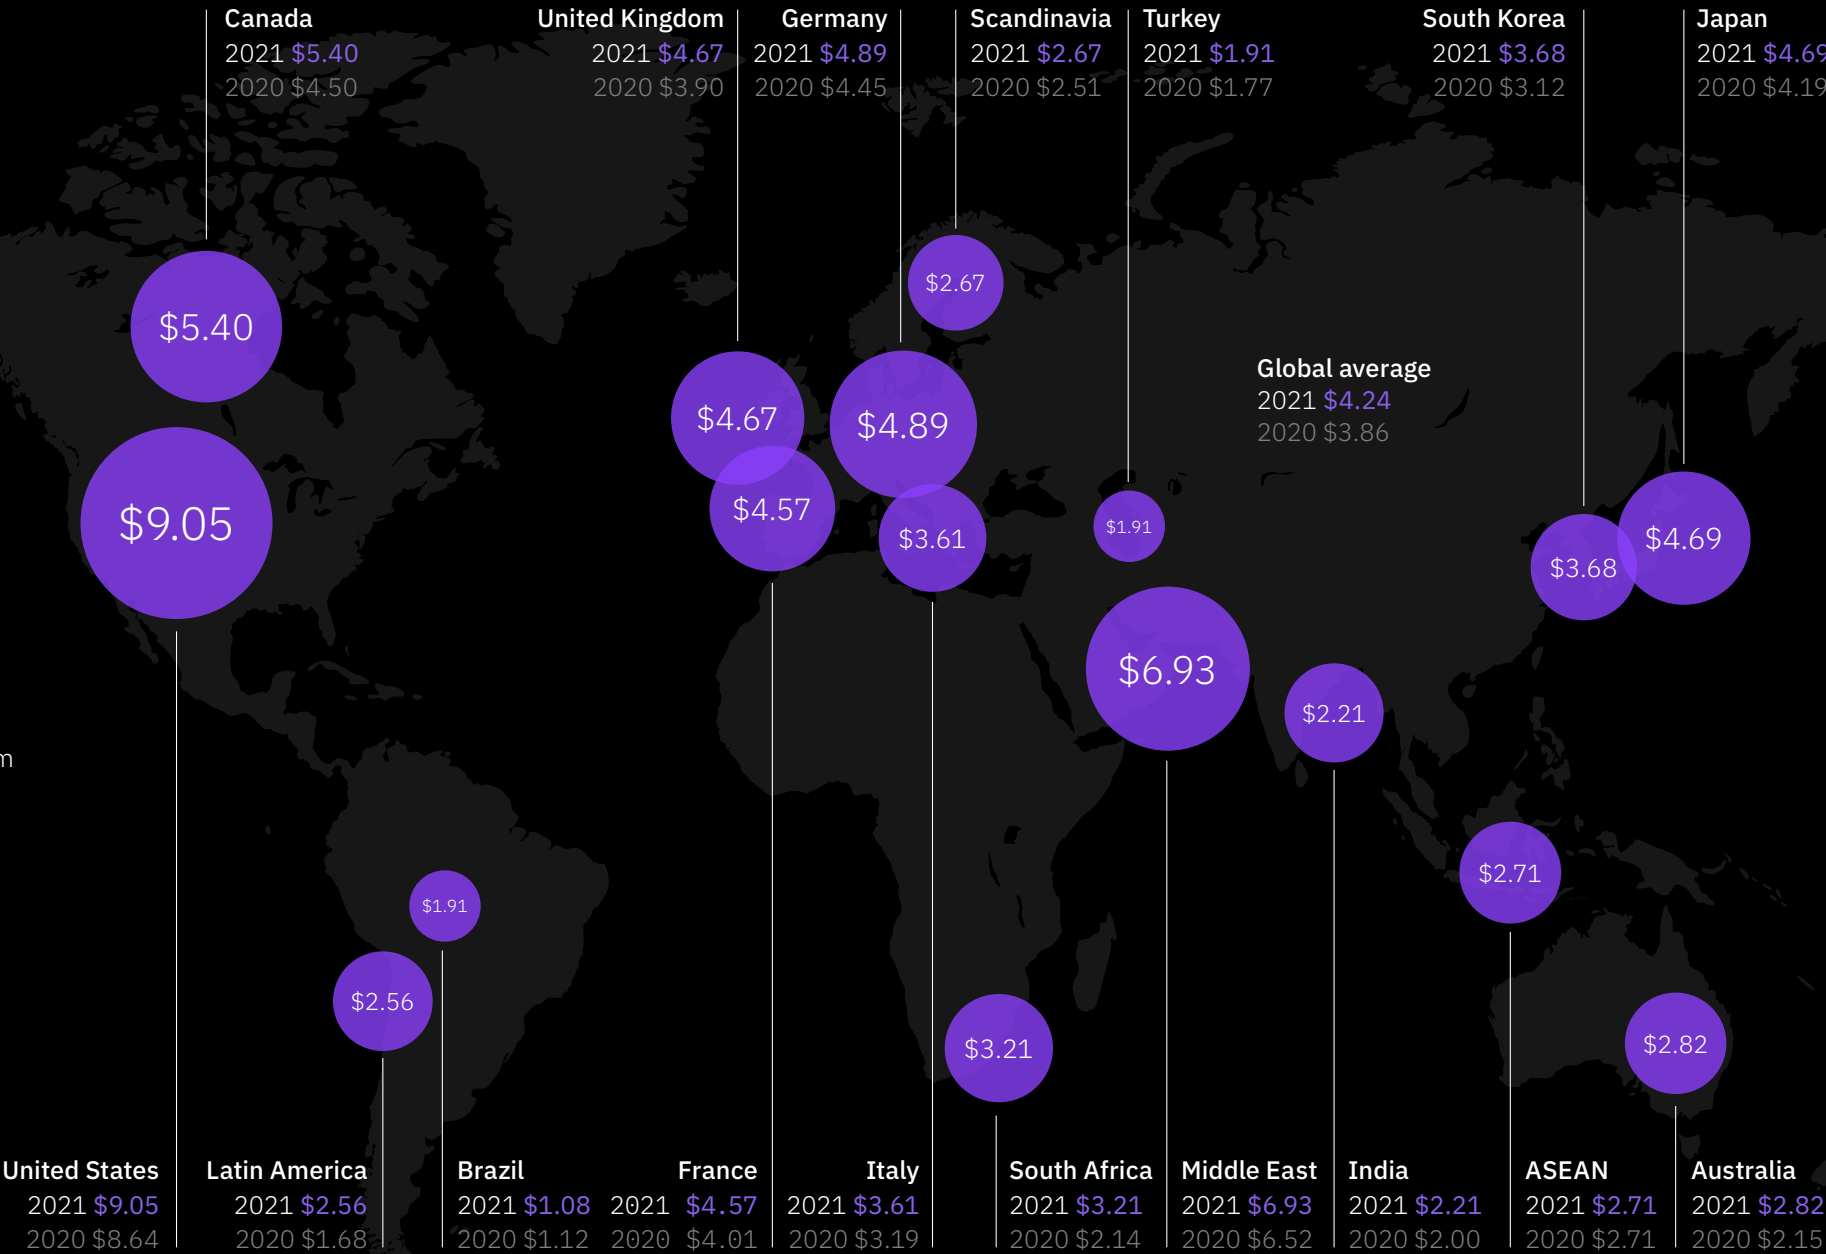 Canada
2021 $5.40
2020 $4.50
United Kingdom
2021 $4.67
2020 $3.90
Germany
2021 $4.89
2020 $4.45
Scandinavia
2021 $2.67
2020 $2.51
Turkey
2021 $1.91
2020 $1.77
South Korea
2021 $3.68
2020 $3.12
Japan
2021 $4.69
2020 $4.19
$2.67
$5.40
Global average
2021 $4.24
2020 $3.86
$4.67
$4.89
$9.05
$4.57
$3.61
$1.91
$3.68
$4.69
$6.93
$2.21
m
$2.71
$1.91
$2.56
$3.21
$2.82
United States
2021 $9.05
2020 $8.64
Latin America
2021 $2.56
2020 $1.68
Brazil
2021 $1.08
2020 $1.12
France
2021 $4.57
2020 $4.01
Italy
2021 $3.61
2020 $3.19
South Africa
2021 $3.21
2020 $2.14
Middle East
2021 $6.93
2020 $6.52
India
2021 $2.21
2020 $2.00
ASEAN
2021 $2.71
2020 $2.71
Australia
2021 $2.82
2020 $2.15